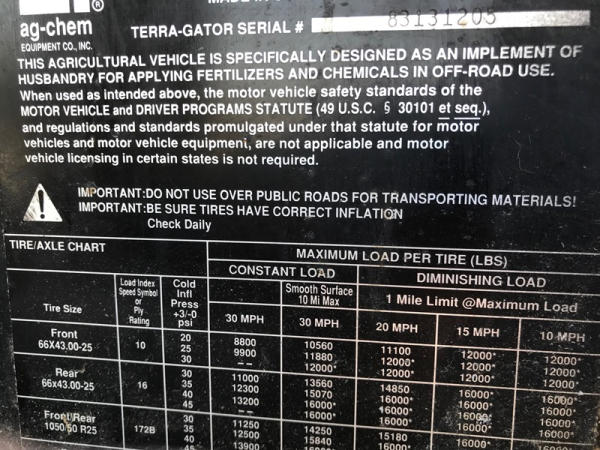 MADE IN
®
ag-chem
EQUIPMENT CO., INC.
TERRA-GATOR SERIAL # 83131205
THIS AGRICULTURAL VEHICLE IS SPECIFICALLY DESIGNED AS AN IMPLEMENT OF
HUSBANDRY FOR APPLYING FERTILIZERS AND CHEMICALS IN OFF-ROAD USE.
When used as intended above, the motor vehicle safety standards of the
MOTOR VEHICLE and DRIVER PROGRAMS STATUTE (49 U.S.C. § 30101 et seq.),
and regulations and standards promulgated under that statute for motor
vehicles and motor vehicle equipment, are not applicable and motor
vehicle licensing in certain states is not required.
IMPORTANT:DO NOT USE OVER PUBLIC ROADS FOR TRANSPORTING MATERIALS!
IMPORTANT:BE SURE TIRES HAVE CORRECT INFLATION
Check Daily
TIRE/AXLE CHART
MAXIMUM LOAD PER TIRE (LBS)
CONSTANT LOAD DIMINISHING LOAD
Tire Size
Load Index
Speed Symbol
or
Ply
Rating
Cold
Infl
Press
+3/-0
psi
Smooth Surface
10 Mi Max
1 Mile Limit @Maximum Load
30 MPH 30 MPH 20 MPH 15 MPH 10 MPH
Front
66X43.00-25
10
20 8800 10560 11100 12000* 12000*
25 9900 11880 12000* 12000* 12000*
30 -- 12000* 12000* 12000* 12000*
Rear
66x43.00-25
16
30 11000 13560 14850 16000* 16000*
35 12300 15070 16000* 16000* 16000*
40 13200 16000* 16000* 16000* 16000*
45 -- 16000* 16000* 16000* 16000*
Front/Rear
1050/50 R25
172B
30 11250 14250 15180 16000* 16000*
35 12500 15840 16000* 16000*
40 13900 16000*
45